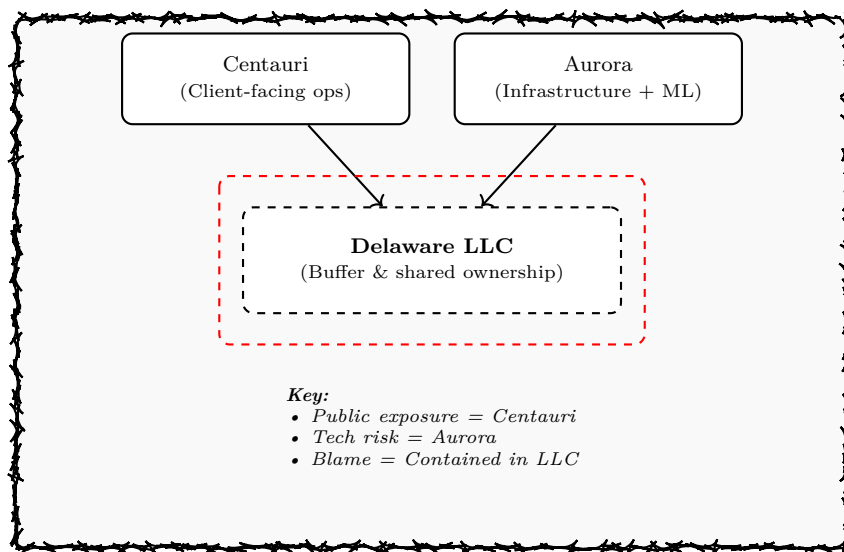 Centauri
(Client-facing ops)
Aurora
(Infrastructure + ML)
Delaware LLC
(Buffer & shared ownership)
Key:
• Public exposure = Centauri
• Tech risk = Aurora
• Blame = Contained in LLC